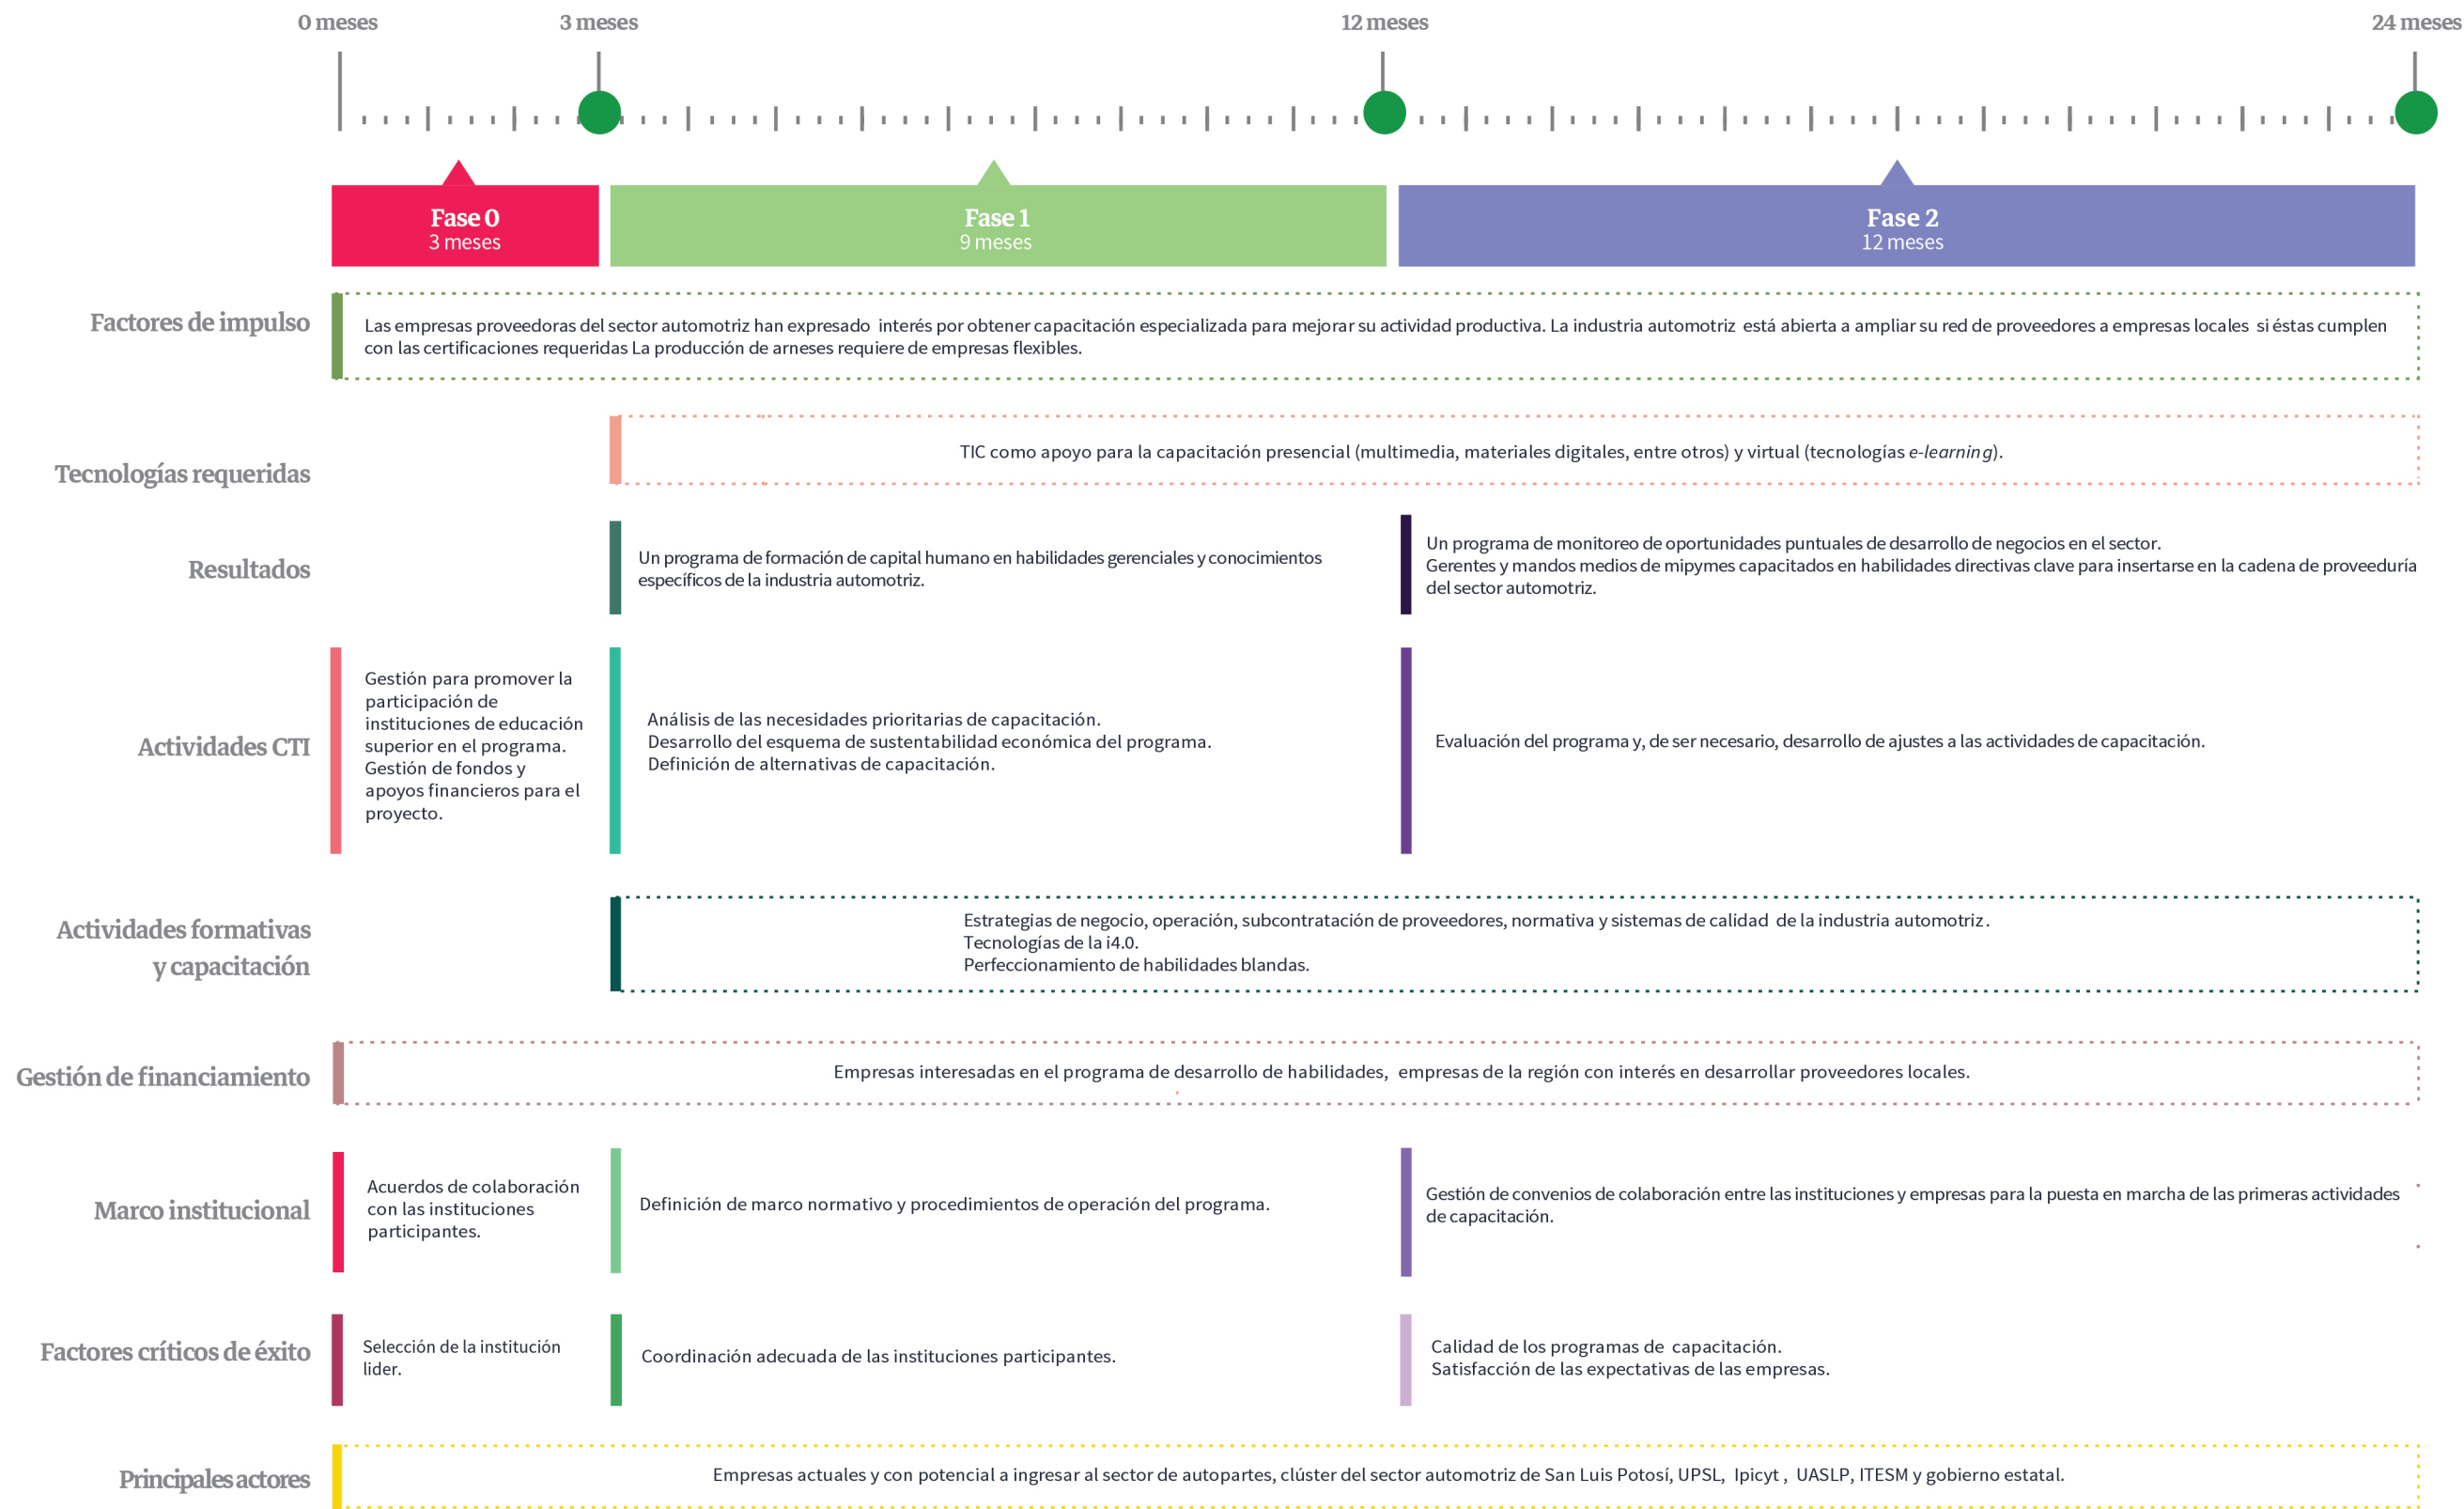 0 meses
3 meses
12 meses
24 meses
Fase 0
3 meses
Fase 1
9 meses
Fase 2
12 meses
Factores de impulso
Las empresas proveedoras del sector automotriz han expresado interés por obtener capacitación especializada para mejorar su actividad productiva. La industria automotriz está abierta a ampliar su red de proveedores a empresas locales si éstas cumplen
con las certificaciones requeridas La producción de arneses requiere de empresas flexibles.
Tecnologías requeridas
TIC como apoyo para la capacitación presencial (multimedia, materiales digitales, entre otros) y virtual (tecnologías e-learning).
Resultados
Un programa de formación de capital humano en habilidades gerenciales y conocimientos
específicos de la industria automotriz.
Un programa de monitoreo de oportunidades puntuales de desarrollo de negocios en el sector.
Gerentes y mandos medios de mipymes capacitados en habilidades directivas clave para insertarse en la cadena de proveeduría
del sector automotriz.
Actividades CTI
Gestión para promover la
participación de
instituciones de educación
superior en el programa.
Gestión de fondos y
apoyos financieros para el
proyecto.
Análisis de las necesidades prioritarias de capacitación.
Desarrollo del esquema de sustentabilidad económica del programa.
Definición de alternativas de capacitación.
Evaluación del programa y, de ser necesario, desarrollo de ajustes a las actividades de capacitación.
Actividades formativas
y capacitación
Estrategias de negocio, operación, subcontratación de proveedores, normativa y sistemas de calidad de la industria automotriz.
Tecnologías de la i4.0.
Perfeccionamiento de habilidades blandas.
Gestión de financiamiento
Empresas interesadas en el programa de desarrollo de habilidades, empresas de la región con interés en desarrollar proveedores locales.
Marco institucional
Acuerdos de colaboración
con las instituciones
participantes.
Definición de marco normativo y procedimientos de operación del programa.
Gestión de convenios de colaboración entre las instituciones y empresas para la puesta en marcha de las primeras actividades
de capacitación.
Factores críticos de éxito
Selección de la institución
lider.
Coordinación adecuada de las instituciones participantes.
Calidad de los programas de capacitación.
Satisfacción de las expectativas de las empresas.
Principales actores
Empresas actuales y con potencial a ingresar al sector de autopartes, clúster del sector automotriz de San Luis Potosí, UPSL, Ipicyt , UASLP, ITESM y gobierno estatal.